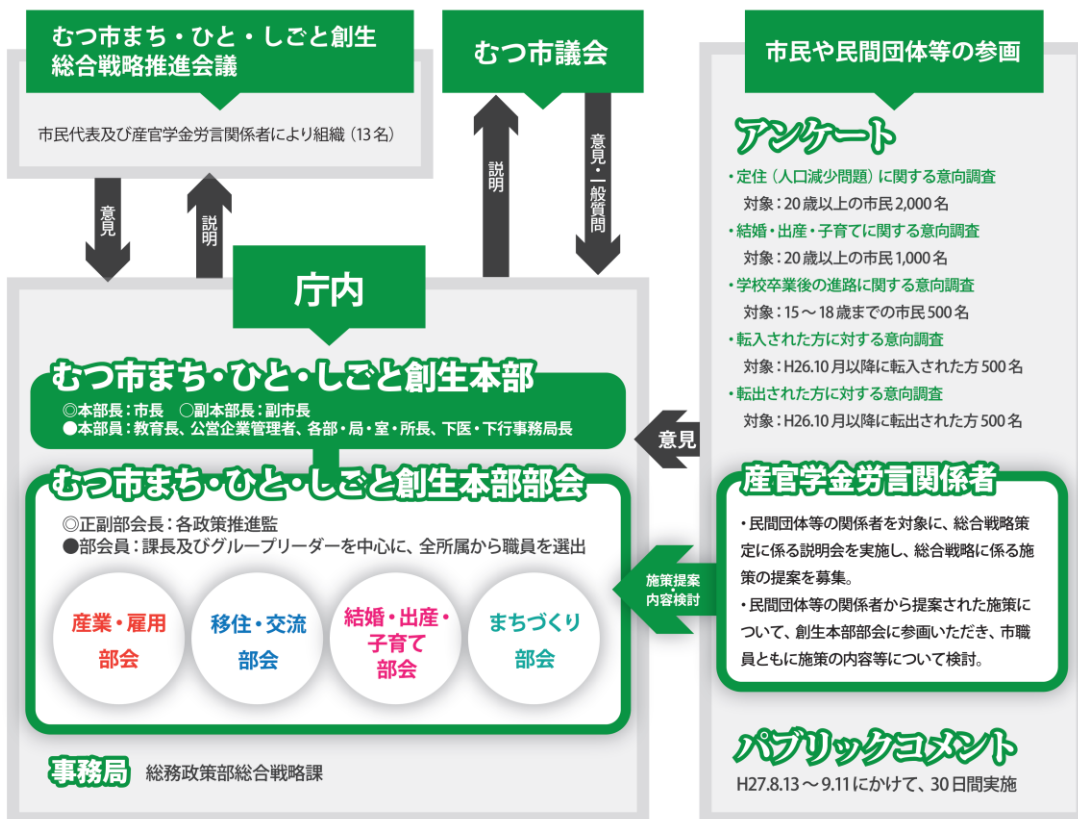 むつ市まち・ひと・しごと創生
総合戦略推進会議
市民代表及び産官学金労言関係者により組織（13名）
意見
説明
むつ市議会
説明
意見・一般質問
庁内
むつ市まち・ひと・しごと創生本部
◎本部長：市長　○副本部長：副市長
●本部員：教育長、公営企業管理者、各部・局・室・所長、下医・下行事務局長
むつ市まち・ひと・しごと創生本部部会
◎正副部会長：各政策推進監
●部会員：課長及びグループリーダーを中心に、全所属から職員を選出
産業・雇用
部会
移住・交流
部会
結婚・出産・
子育て
部会
まちづくり
部会
事務局　総務政策部総合戦略課
意見
施策提案
・
内容検討
市民や民間団体等の参画
アンケート
・定住（人口減少問題）に関する意向調査
対象：20歳以上の市民2,000名
・結婚・出産・子育てに関する意向調査
対象：20歳以上の市民1,000名
・学校卒業後の進路に関する意向調査
対象：15～18歳までの市民500名
・転入された方に対する意向調査
対象：H26.10月以降に転入された方500名
・転出された方に対する意向調査
対象：H26.10月以降に転出された方500名
産官学金労言関係者
・民間団体等の関係者を対象に、総合戦略策
定に係る説明会を実施し、総合戦略に係る施
策の提案を募集。
・民間団体等の関係者から提案された施策に
ついて、創生本部部会に参画いただき、市職
員ともに施策の内容等について検討。
パブリックコメント
H27.8.13～9.11にかけて、30日間実施